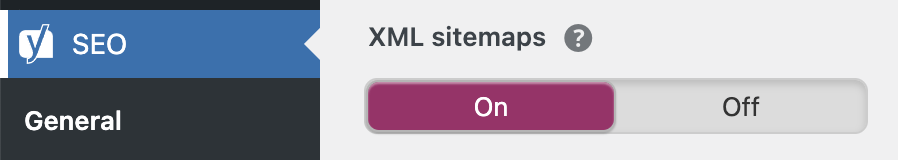 SEO
General
XML sitemaps ?
On Off